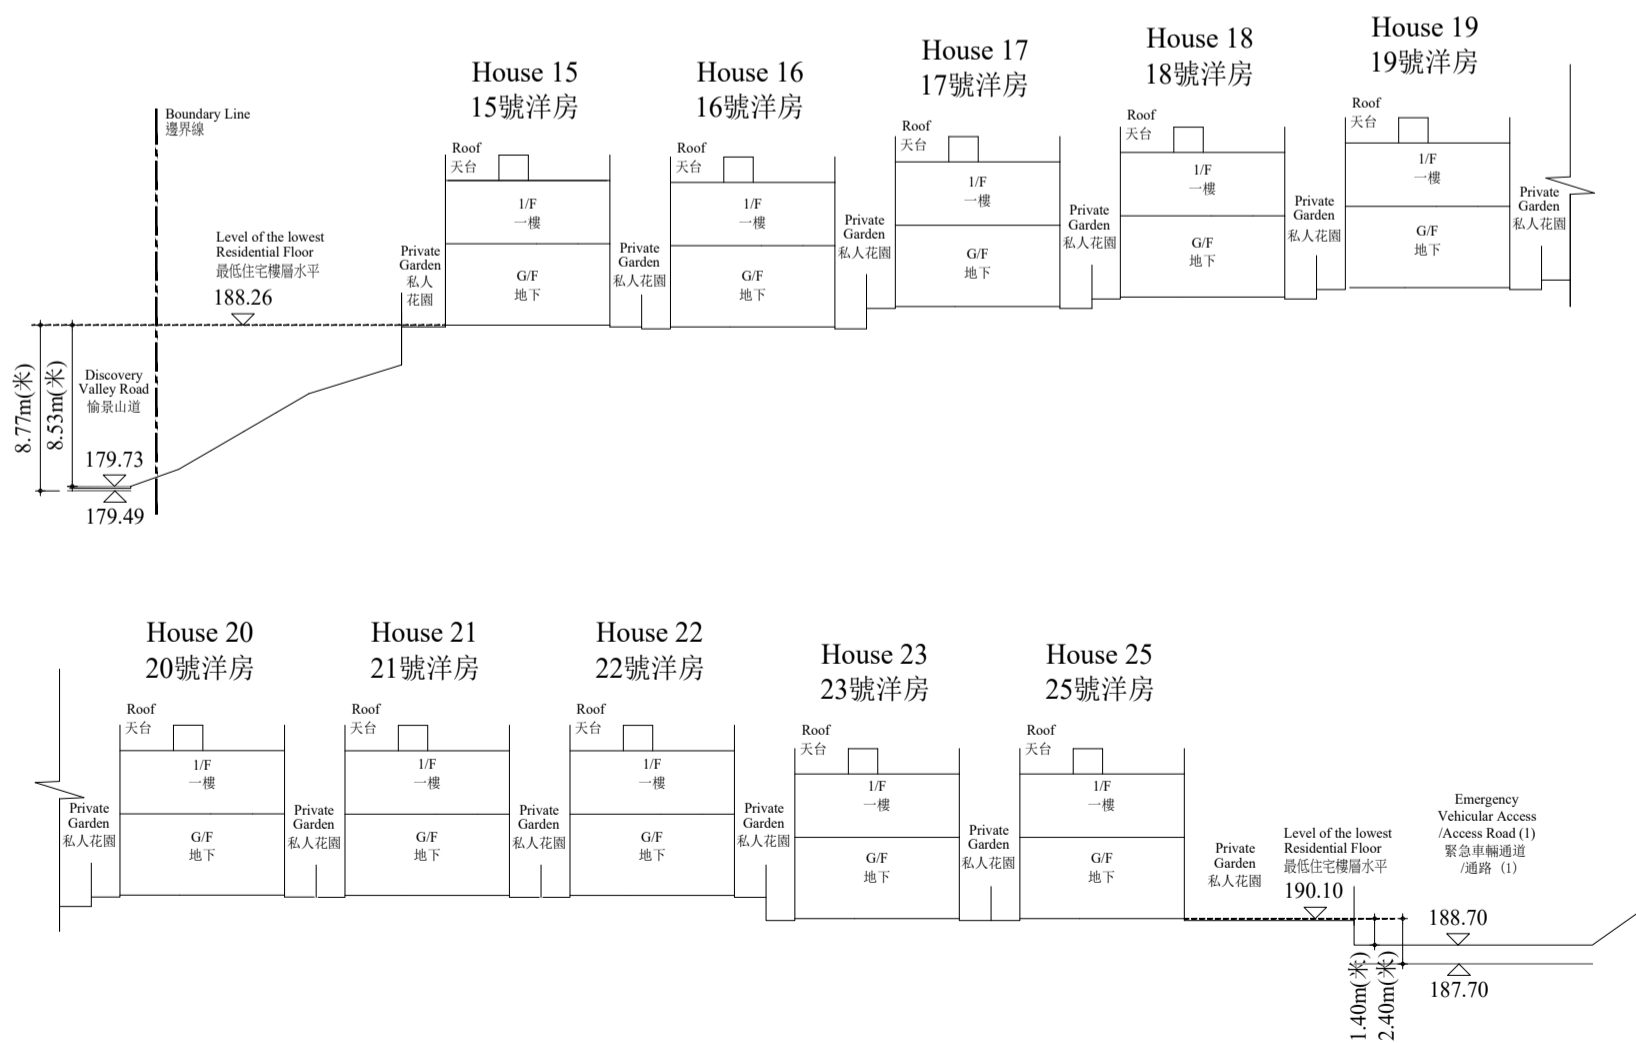 House 15
15號洋房
House 16
16號洋房
House 17
17號洋房
House 18
18號洋房
House 19
19號洋房
Boundary Line
邊界線
Roof
天台
1/F
一樓
G/F
地下
Roof
天台
1/F
一樓
G/F
地下
Roof
天台
1/F
一樓
G/F
地下
Roof
天台
1/F
一樓
G/F
地下
Roof
天台
1/F
一樓
G/F
地下
Level of the lowest
Residential Floor
最低住宅樓層水平
188.26
Private
Garden
私人
花園
Private
Garden
私人花園
Private
Garden
私人花園
Private
Garden
私人花園
Private
Garden
私人花園
Private
Garden
私人花園
8.77m(米)
8.53m(米)
Discovery
Valley Road
愉景山道
179.73
179.49
House 20
20號洋房
House 21
21號洋房
House 22
22號洋房
House 23
23號洋房
House 25
25號洋房
Roof
天台
1/F
一樓
G/F
地下
Roof
天台
1/F
一樓
G/F
地下
Roof
天台
1/F
一樓
G/F
地下
Roof
天台
1/F
一樓
G/F
地下
Roof
天台
1/F
一樓
G/F
地下
Private
Garden
私人花園
Private
Garden
私人花園
Private
Garden
私人花園
Private
Garden
私人花園
Private
Garden
私人花園
Private
Garden
私人花園
Level of the lowest
Residential Floor
最低住宅樓層水平
190.10
Emergency
Vehicular Access
/Access Road (1)
緊急車輛通道
/通路 (1)
188.70
187.70
1.40m(米)
2.40m(米)